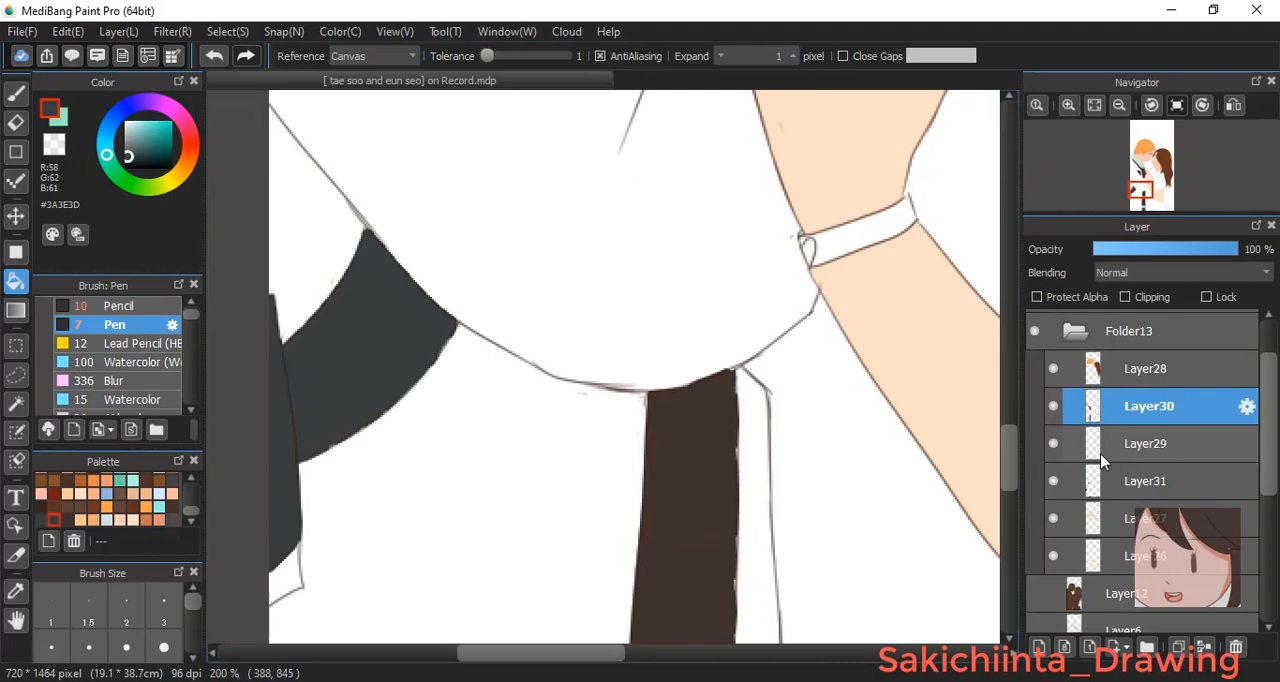 MediBang Paint Pro (64bit)
File(F) Edit(E) Layer(L) Filter(R) Select(S) Snap(N) Color(C) View(V) Tool(T) Window(W) Cloud Help
Reference Canvas Tolerance 1 AntiAliasing Expand 1 pixel Close Gaps
Color
[ tae soo and eun seo] on Record.mdp
Navigator
R:58
G:62
B:61
#3A3E3D
Layer
Opacity 100 %
Blending Normal
Protect Alpha Clipping Lock
Brush: Pen
10 Pencil
7 Pen
12 Lead Pencil (HE
100 Watercolor (W
336 Blur
15 Watercolor
Folder13
Layer28
Layer30
Layer29
Layer31
Layer27
Layer26
Layer12
Layer6
Palette
---
Brush Size
1 1.5 2 3
720 * 1464 pixel (19.1 * 38.7cm) 96 dpi 200 % ( 388, 845 )
Sakichiinta_Drawing